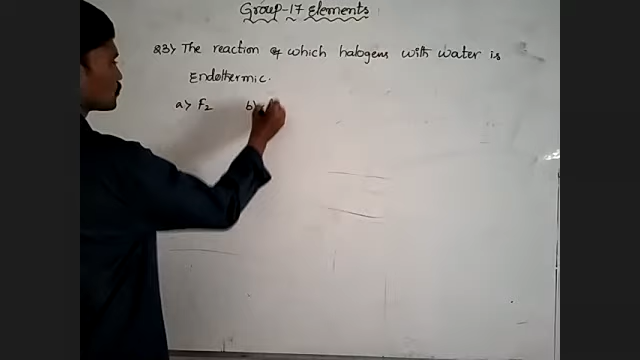 Group-17 Elements
Q3> The reaction of which halogens with water is
Endothermic.
a> F2 b>